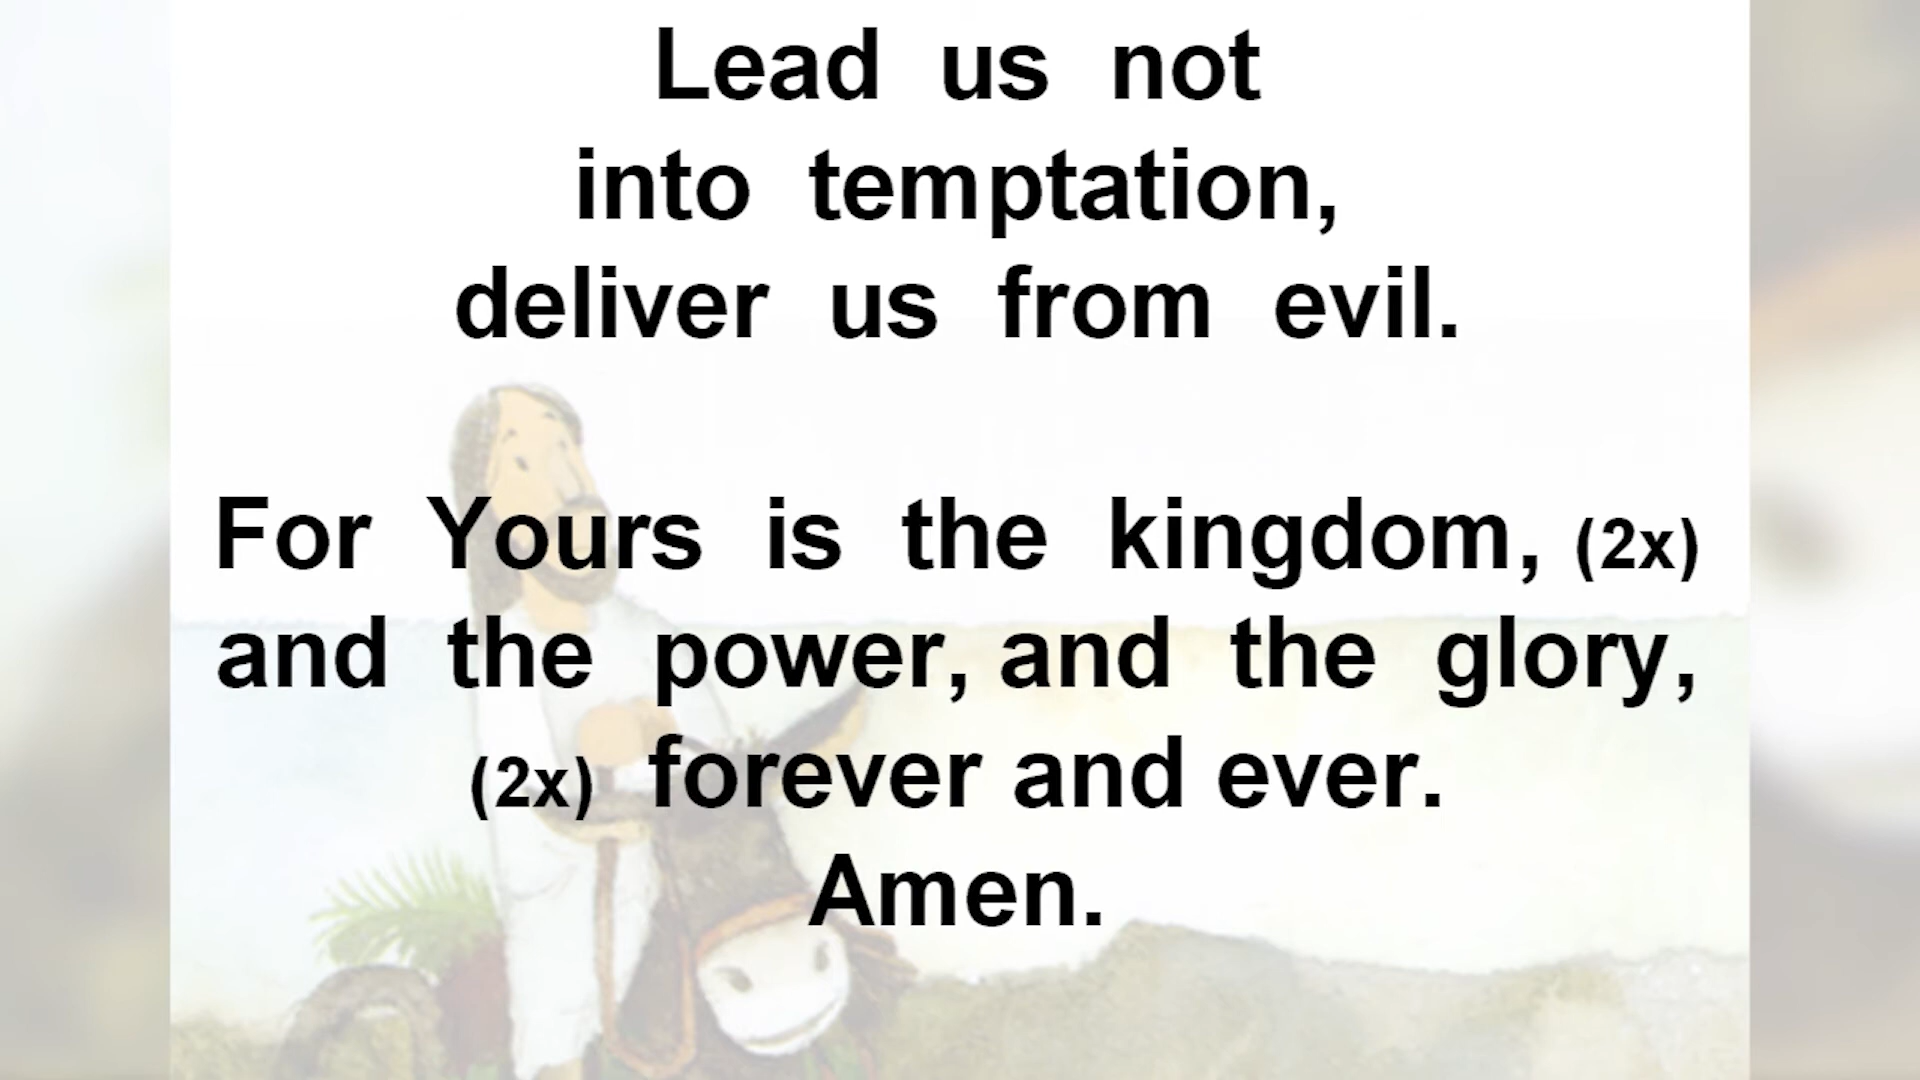 Lead us not
into temptation,
deliver us from evil.
For Yours is the kingdom, (2x)
and the power, and the glory,
(2x) forever and ever.
Amen.